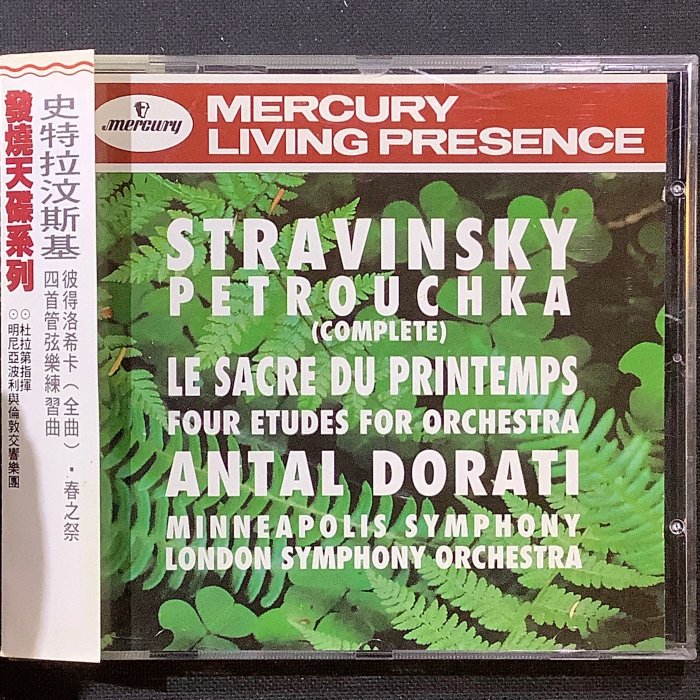 發燒天碟系列
史特拉汶斯基
彼得洛希卡（全曲）・春之祭
四首管弦樂練習曲
⊙杜拉第指揮
⊙明尼亞波利與倫敦交響樂團
mercury
MERCURY
LIVING PRESENCE
STRAVINSKY
PETROUCHKA
(COMPLETE)
LE SACRE DU PRINTEMPS
FOUR ETUDES FOR ORCHESTRA
ANTAL DORATI
MINNEAPOLIS SYMPHONY
LONDON SYMPHONY ORCHESTRA